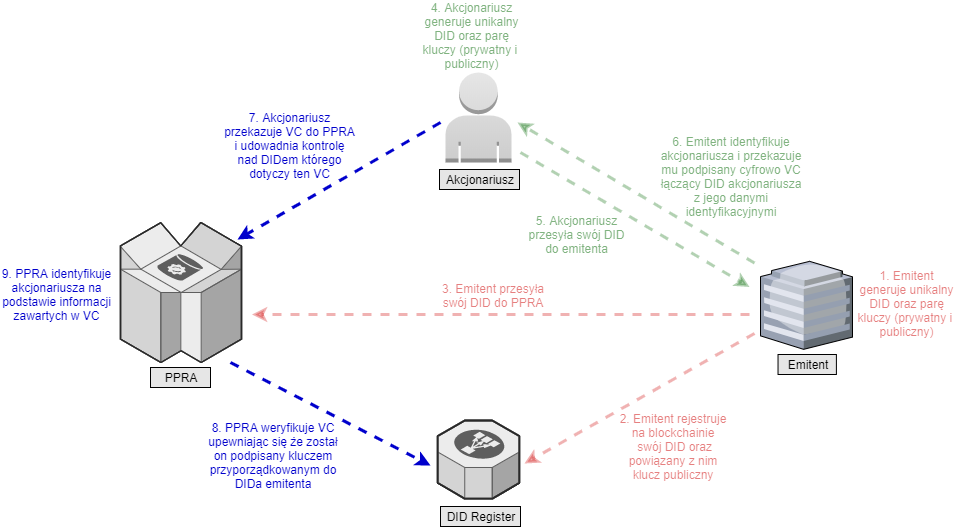 4. Akcjonariusz
generuje unikalny
DID oraz parę
kluczy (prywatny i
publiczny)
7. Akcjonariusz
przekazuje VC do PPRA
i udowadnia kontrolę
nad DIDem którego
dotyczy ten VC
6. Emitent identyfikuje
akcjonariusza i przekazuje
mu podpisany cyfrowo VC
łączący DID akcjonariusza
z jego danymi
identyfikacyjnymi
Akcjonariusz
5. Akcjonariusz
przesyła swój DID
do emitenta
9. PPRA identyfikuje
akcjonariusza na
podstawie informacji
zawartych w VC
3. Emitent przesyła
swój DID do PPRA
1. Emitent
generuje unikalny
DID oraz parę
kluczy (prywatny i
publiczny)
PPRA
Emitent
8. PPRA weryfikuje VC
upewniając się że został
on podpisany kluczem
przyporządkowanym do
DIDa emitenta
2. Emitent rejestruje
na blockchainie
swój DID oraz
powiązany z nim
klucz publiczny
DID Register